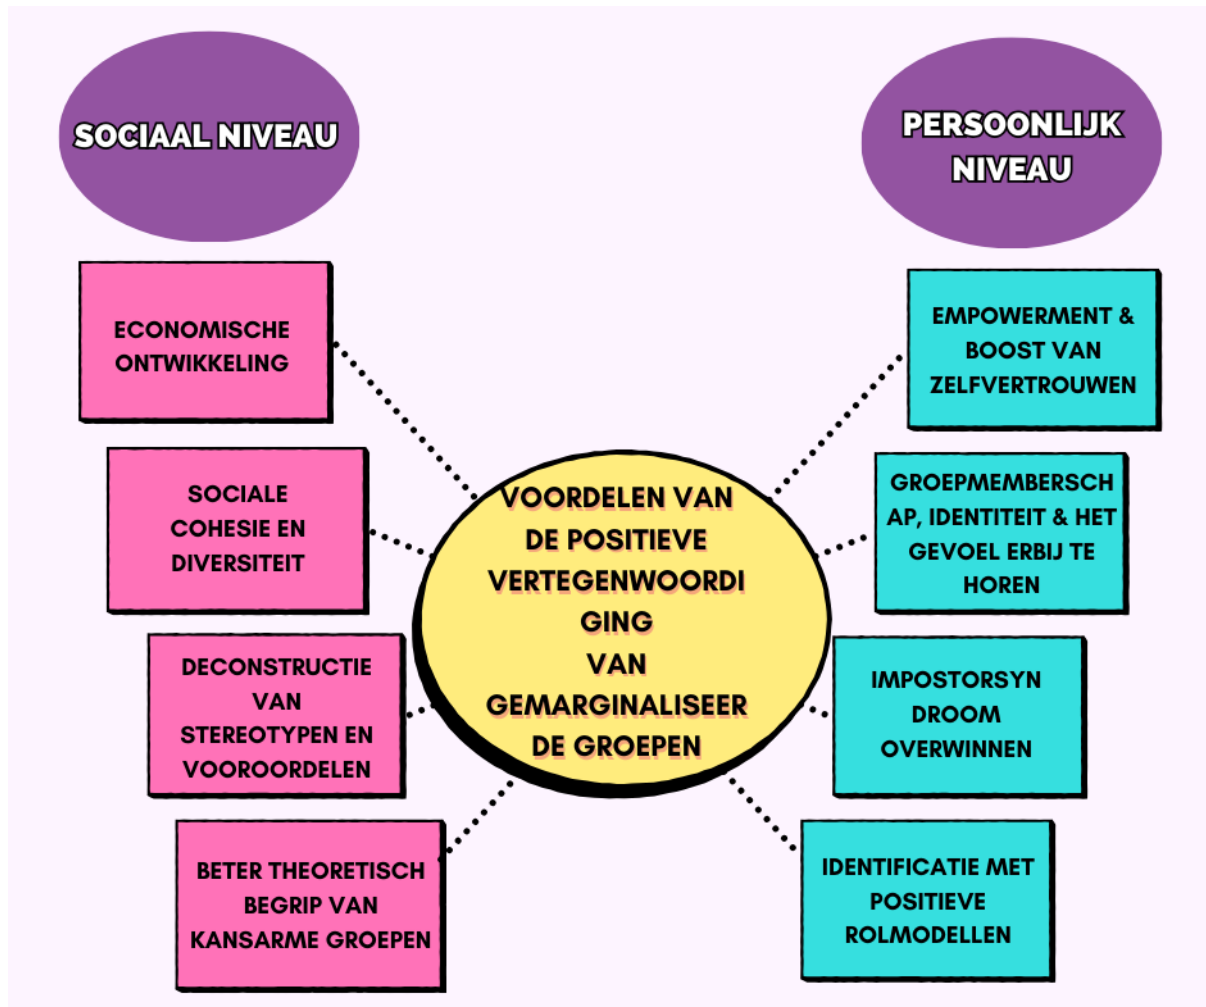 SOCIAAL NIVEAU
ECONOMISCHE
ONTWIKKELING
SOCIALE
COHESIE EN
DIVERSITEIT
DECONSTRUCTIE
VAN
STEREOTYPEN EN
VOOROORDELEN
BETER THEORETISCH
BEGRIP VAN
KANSARME GROEPEN
VOORDELEN VAN
DE POSITIEVE
VERTEGENWOORDI
GING
VAN
GEMARGINALISEER
DE GROEPEN
PERSOONLIJK
NIVEAU
EMPOWERMENT &
BOOST VAN
ZELFVERTROUWEN
GROEPMEMBERSCH
AP, IDENTITEIT & HET
GEVOEL ERBIJ TE
HOREN
IMPOSTORSYN
DROOM
OVERWINNEN
IDENTIFICATIE MET
POSITIEVE
ROLMODELLEN